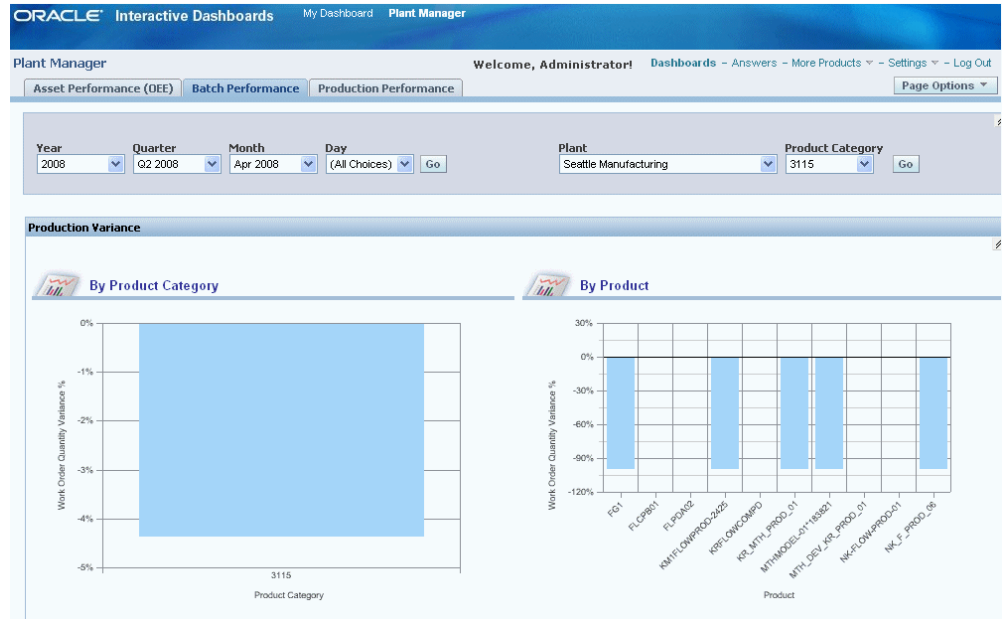 ORACLE Interactive Dashboards My Dashboard Plant Manager
Plant Manager Welcome, Administrator! Dashboards - Answers - More Products - Settings - Log Out
Asset Performance (OEE) Batch Performance Production Performance Page Options
Year Quarter Month Day Plant Product Category
2008 Q2 2008 Apr 2008 (All Choices) Go Seattle Manufacturing 3115 Go
Production Variance
By Product Category
0%
-1%
-2%
-3%
-4%
-5%
Work Order Quantity Variance %
3115
Product Category
By Product
30%
0%
-30%
-60%
-90%
-120%
Work Order Quantity Variance %
FG1
FLCPB01
FLPDA02
KM1FLOWPROD-2425
KRFLOWCOMPD
KR_MTH_PROD_01
MTHMODEL-01*183821
MTH_DEV_KR_PROD_01
NK-FLOW-PROD-01
NK_F_PROD_06
Product